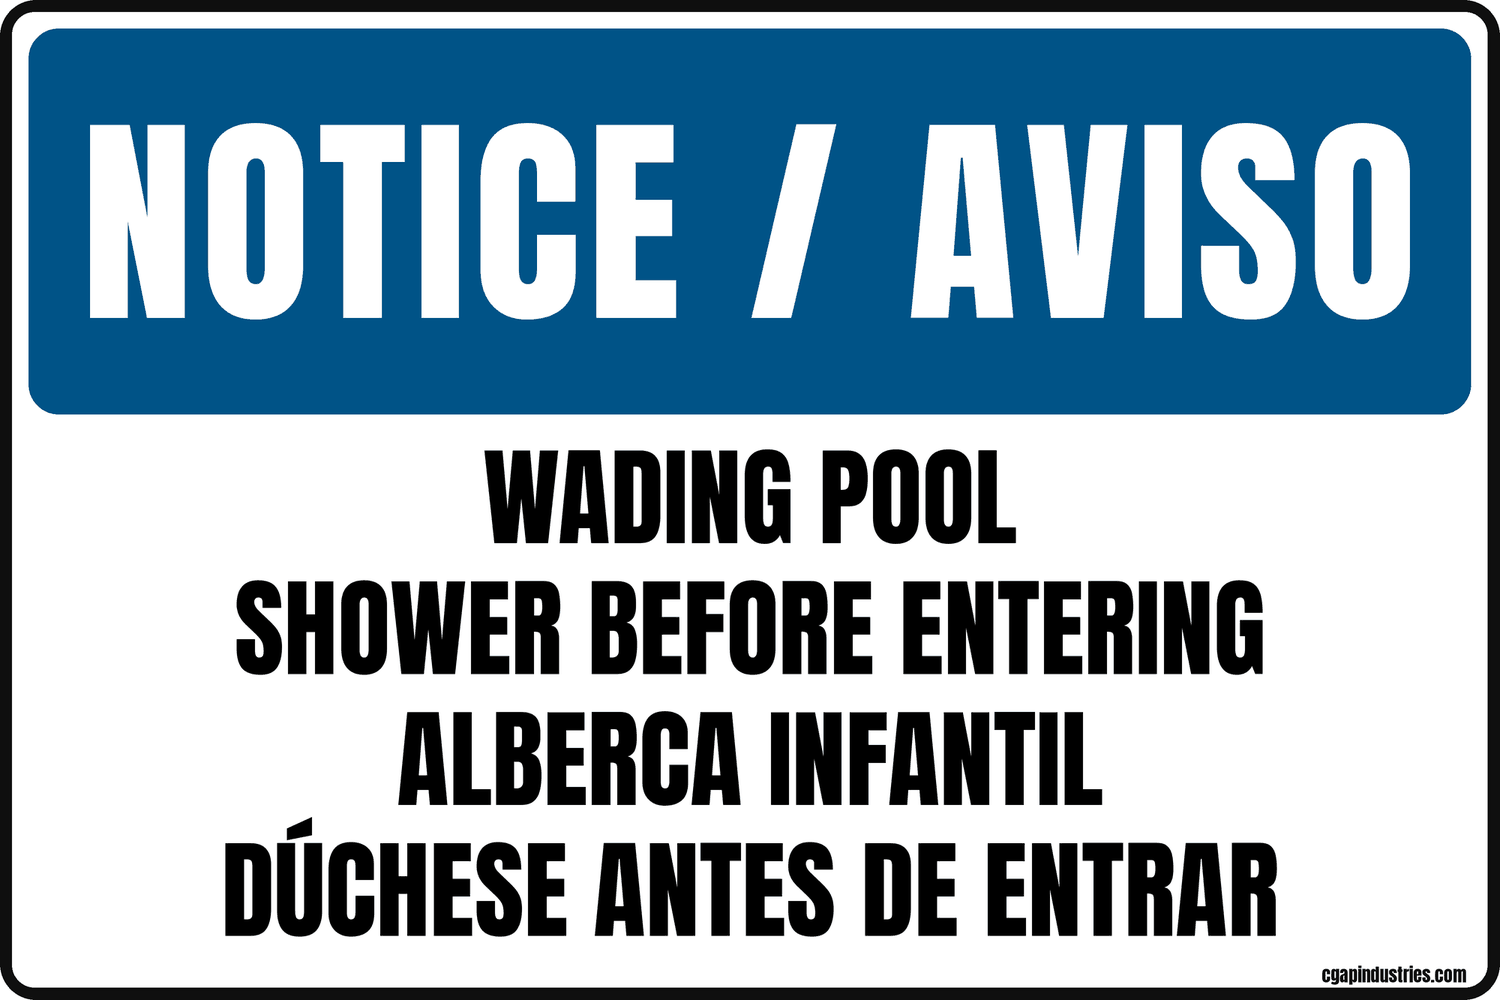 NOTICE / AVISO
WADING POOL
SHOWER BEFORE ENTERING
ALBERCA INFANTIL
DÚCHESE ANTES DE ENTRAR
cgapindustries.com